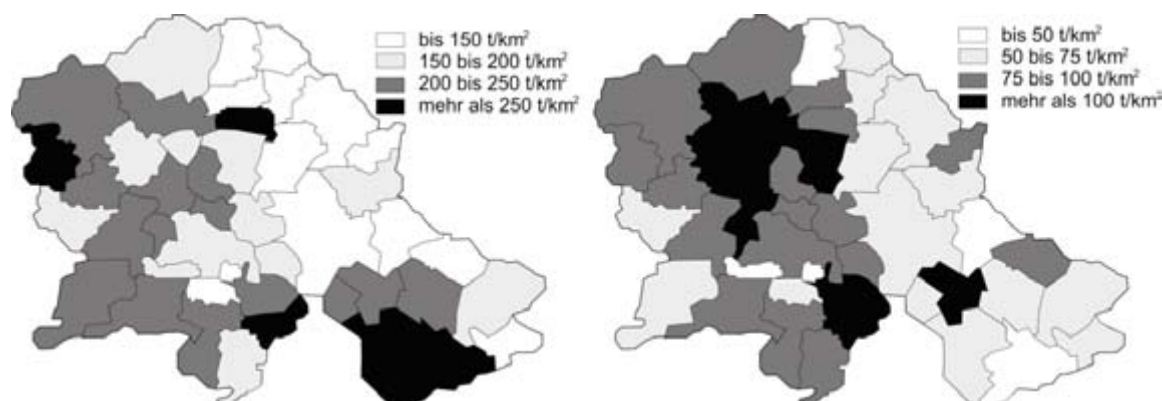 bis 150 t/km²
150 bis 200 t/km²
200 bis 250 t/km²
mehr als 250 t/km²
bis 50 t/km²
50 bis 75 t/km²
75 bis 100 t/km²
mehr als 100 t/km²